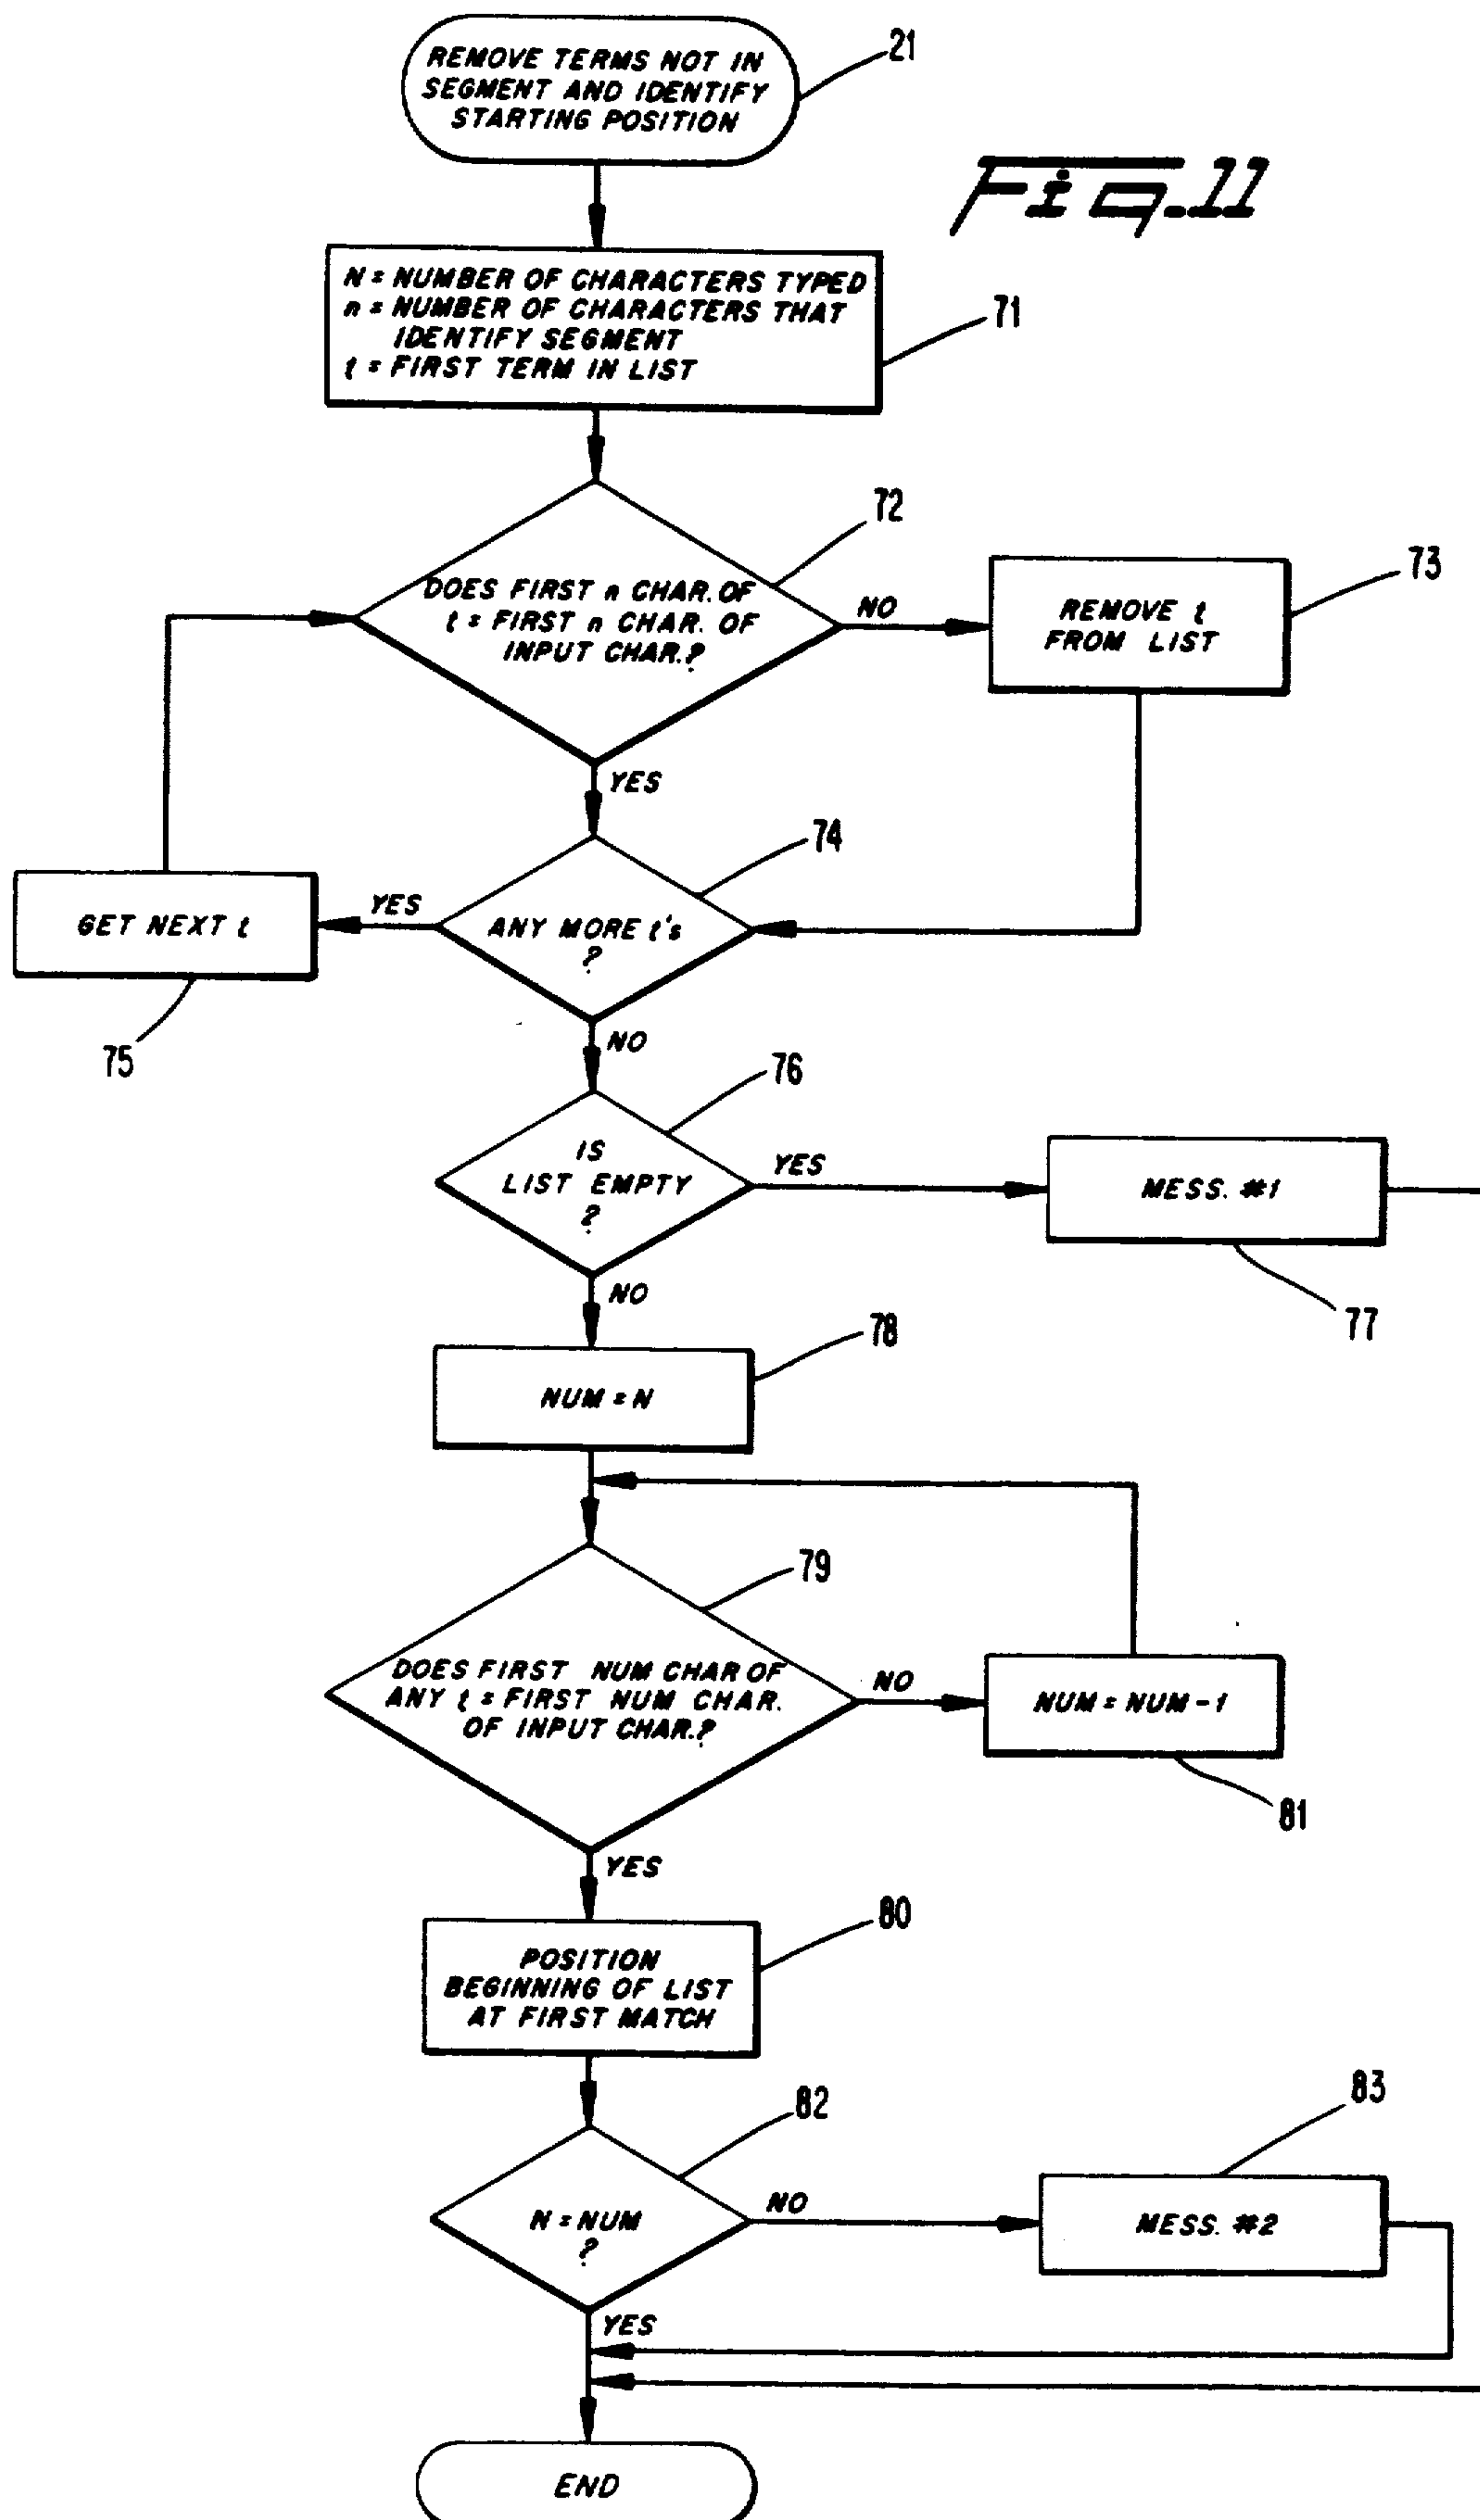 REMOVE TERMS NOT IN
SEGMENT AND IDENTIFY
STARTING POSITION
21
Fig. 11
N = NUMBER OF CHARACTERS TYPED
n = NUMBER OF CHARACTERS THAT
IDENTIFY SEGMENT
t = FIRST TERM IN LIST
71
72
DOES FIRST n CHAR. OF
t = FIRST n CHAR. OF
INPUT CHAR.?
NO
REMOVE t
FROM LIST
73
YES
74
ANY MORE t's
?
YES
GET NEXT t
75
NO
76
IS
LIST EMPTY
?
YES
MESS. #1
77
NO
78
NUM = N
79
DOES FIRST NUM CHAR OF
ANY t = FIRST NUM CHAR.
OF INPUT CHAR.?
NO
NUM = NUM - 1
81
YES
80
POSITION
BEGINNING OF LIST
AT FIRST MATCH
82
N = NUM
?
NO
MESS. #2
83
YES
END